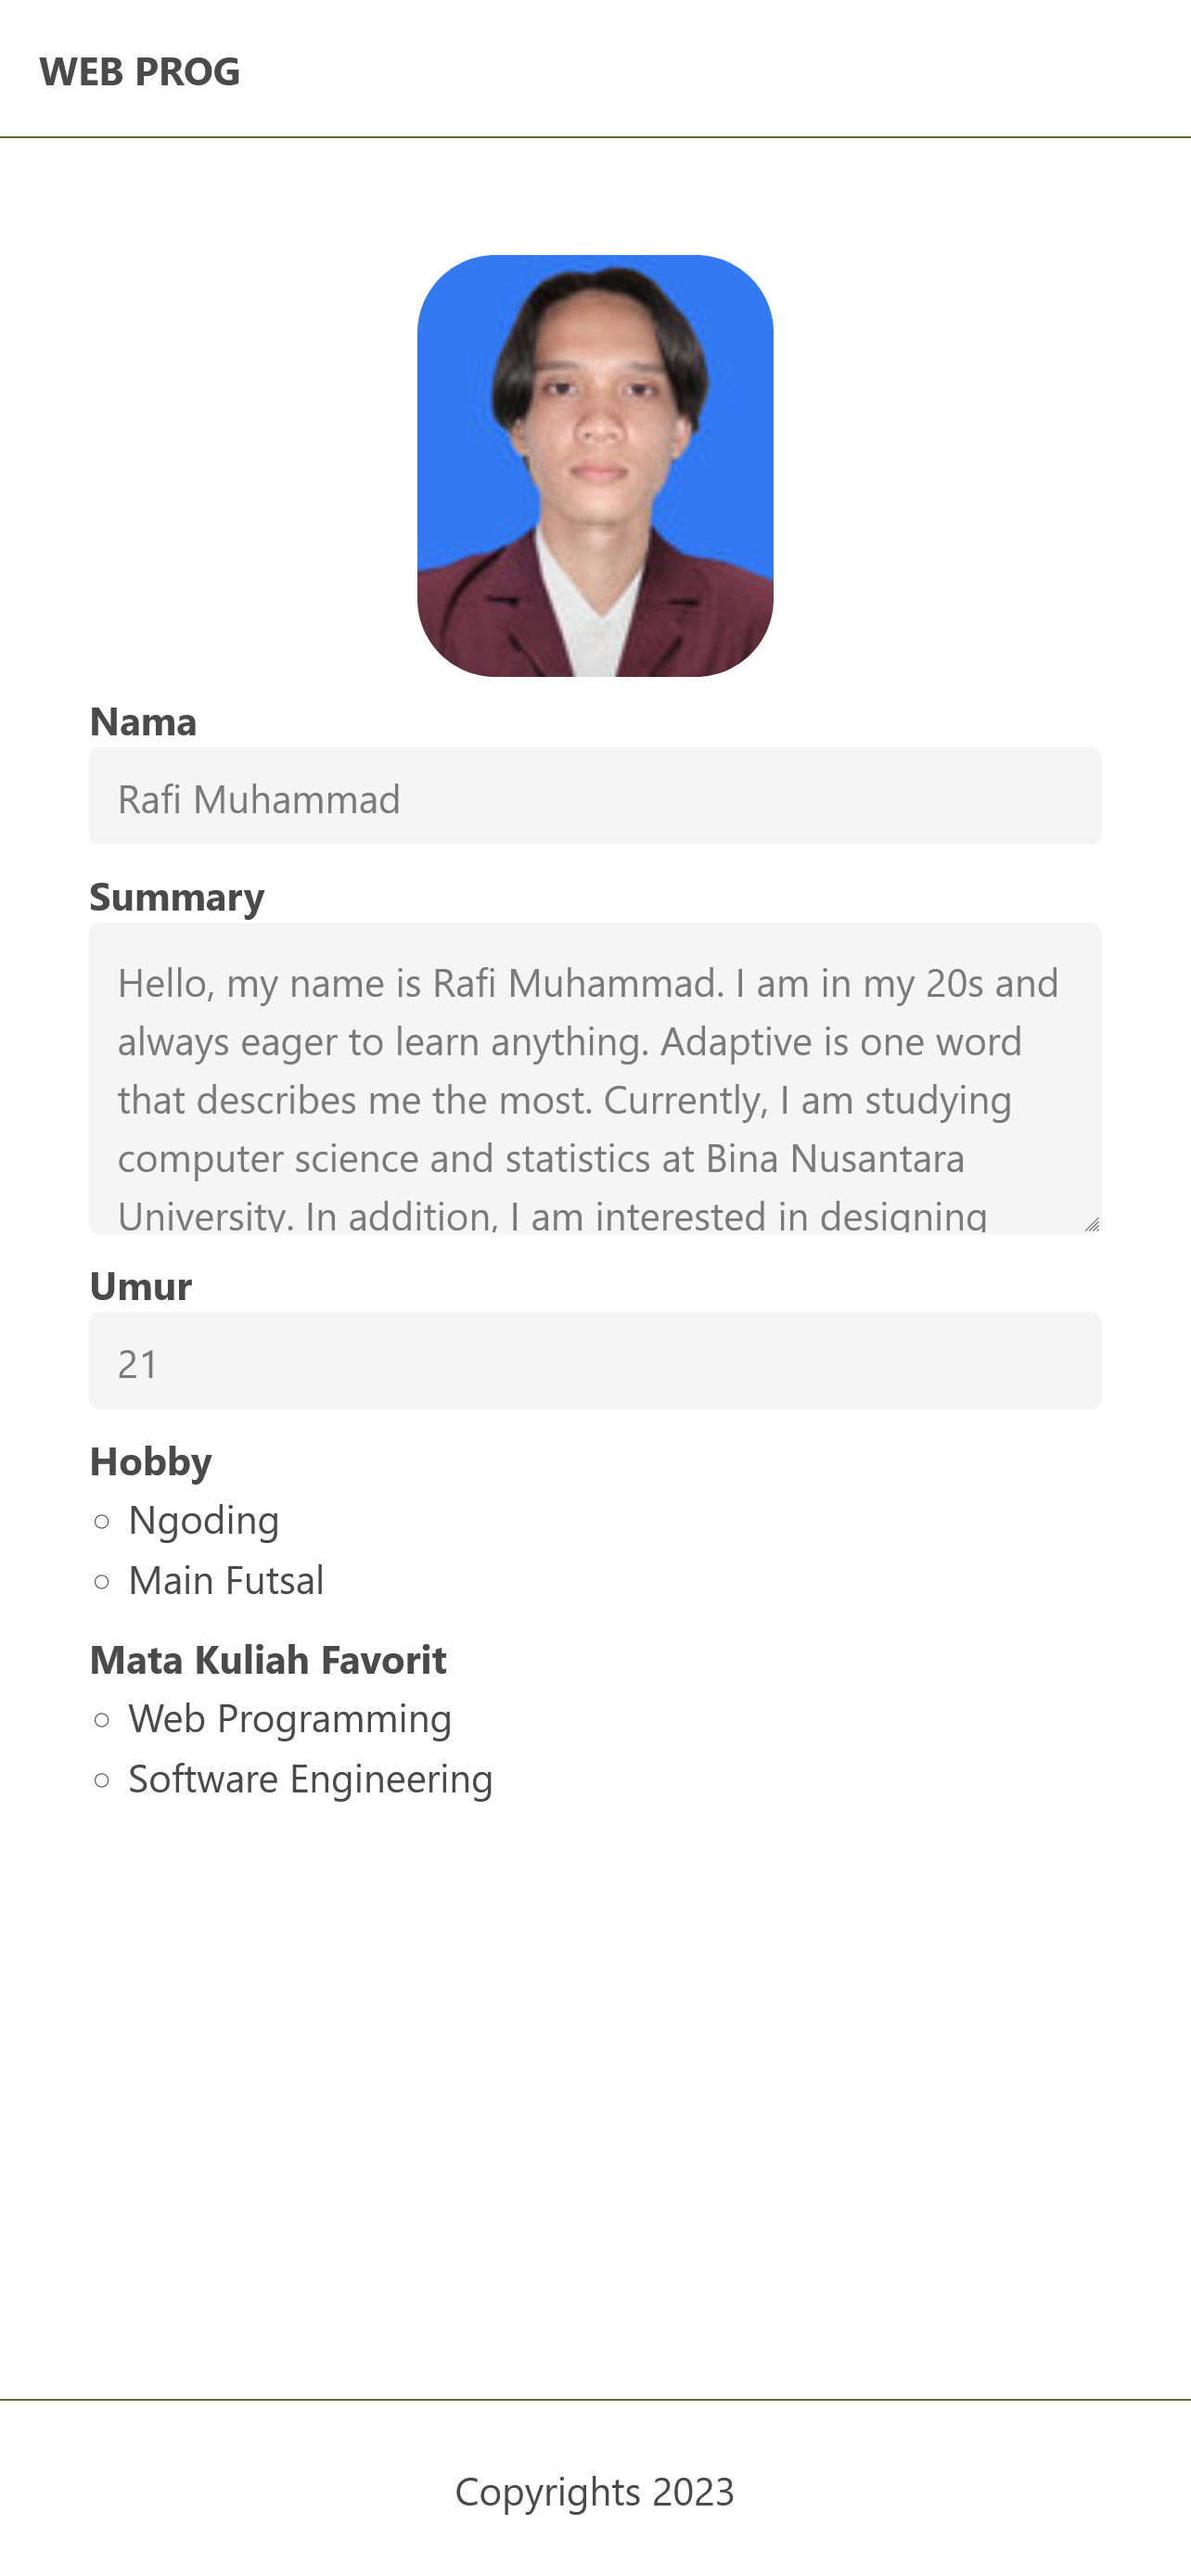 WEB PROG
Nama
Rafi Muhammad
Summary
Hello, my name is Rafi Muhammad. I am in my 20s and
always eager to learn anything. Adaptive is one word
that describes me the most. Currently, I am studying
computer science and statistics at Bina Nusantara
University. In addition, I am interested in designing
Umur
21
Hobby
Ngoding
Main Futsal
Mata Kuliah Favorit
Web Programming
Software Engineering
Copyrights 2023